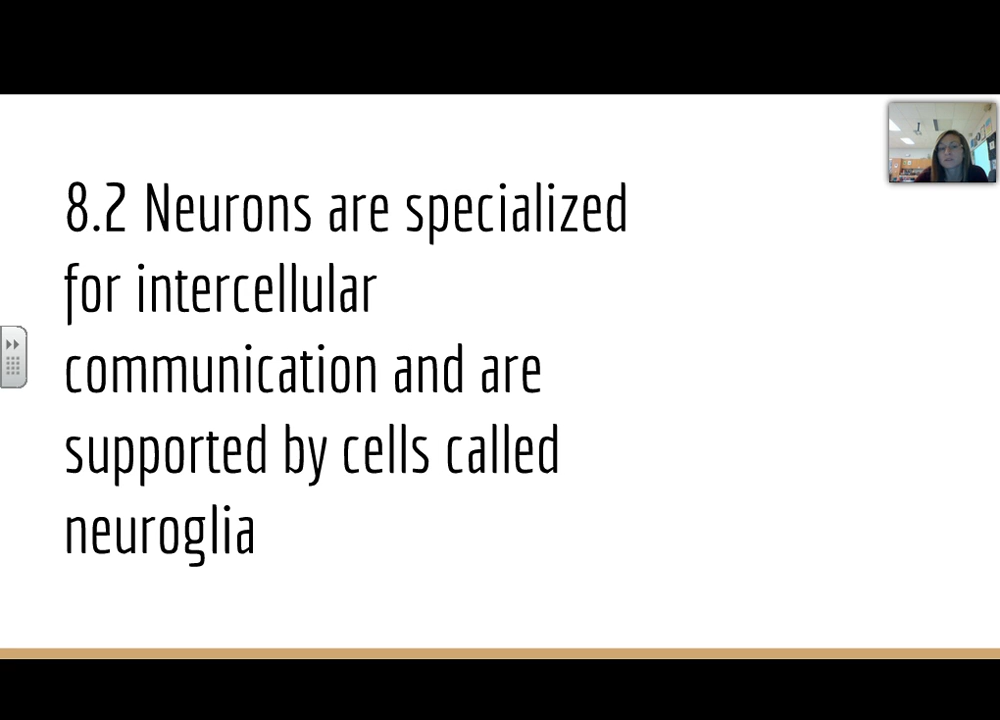 8.2 Neurons are specialized
for intercellular
communication and are
supported by cells called
neuroglia